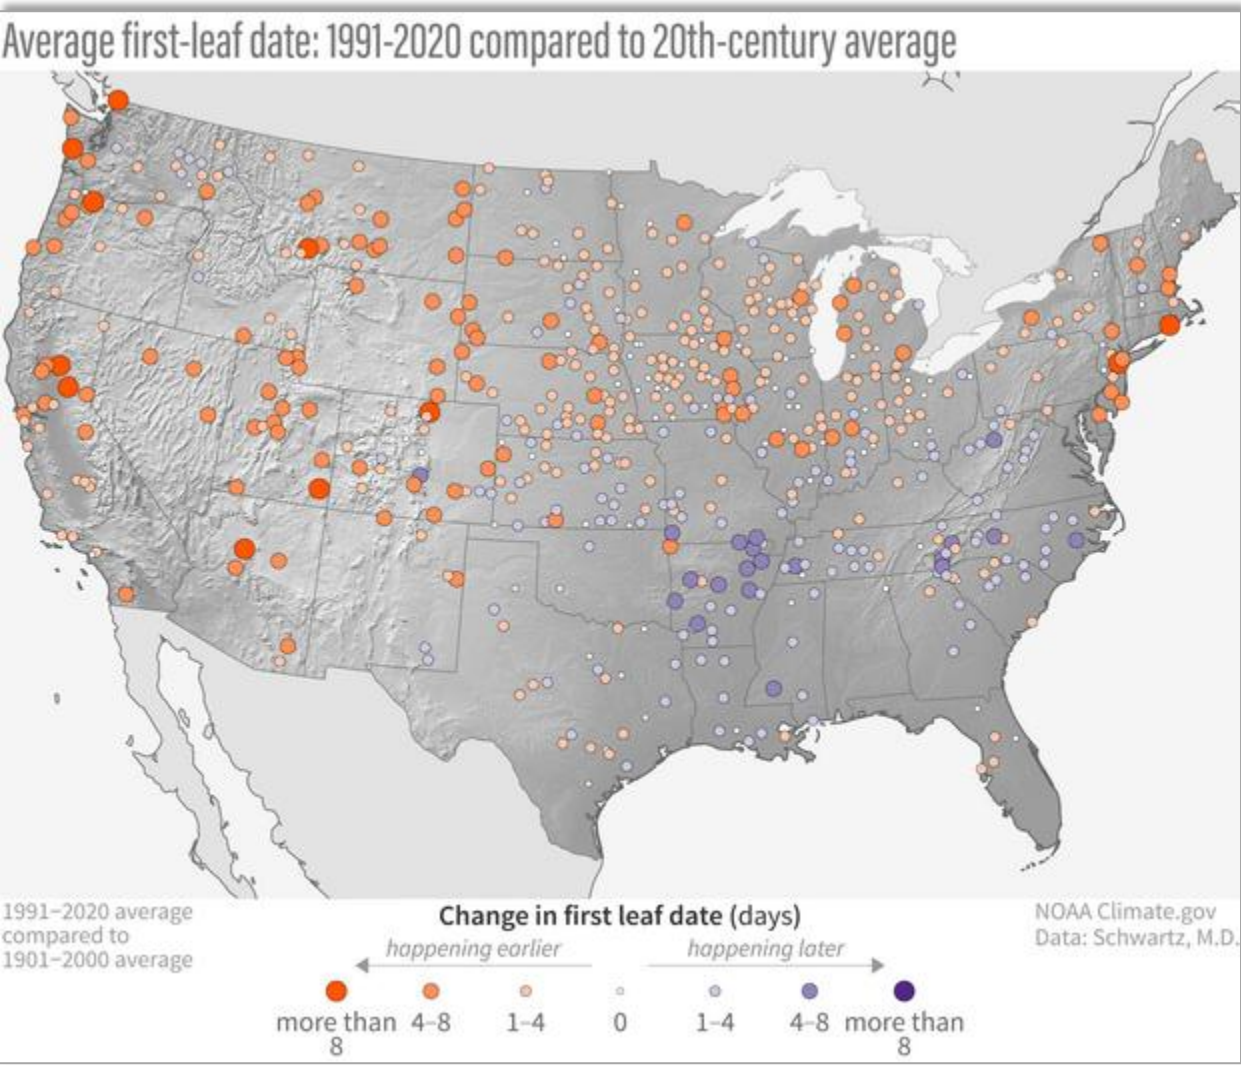 Average first-leaf date: 1991-2020 compared to 20th-century average
1991–2020 average
compared to
1901–2000 average
Change in first leaf date (days)
happening earlier
happening later
NOAA Climate.gov
Data: Schwartz, M.D.
more than 8
4–8
1–4
0
1–4
4–8
more than 8